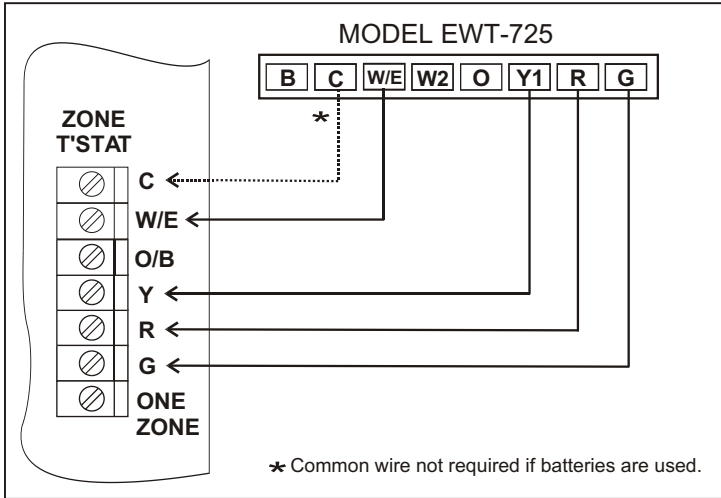 MODEL EWT-725
B C W/E W2 O Y1 R G
*
ZONE
T'STAT
C
W/E
O/B
Y
R
G
ONE
ZONE
* Common wire not required if batteries are used.